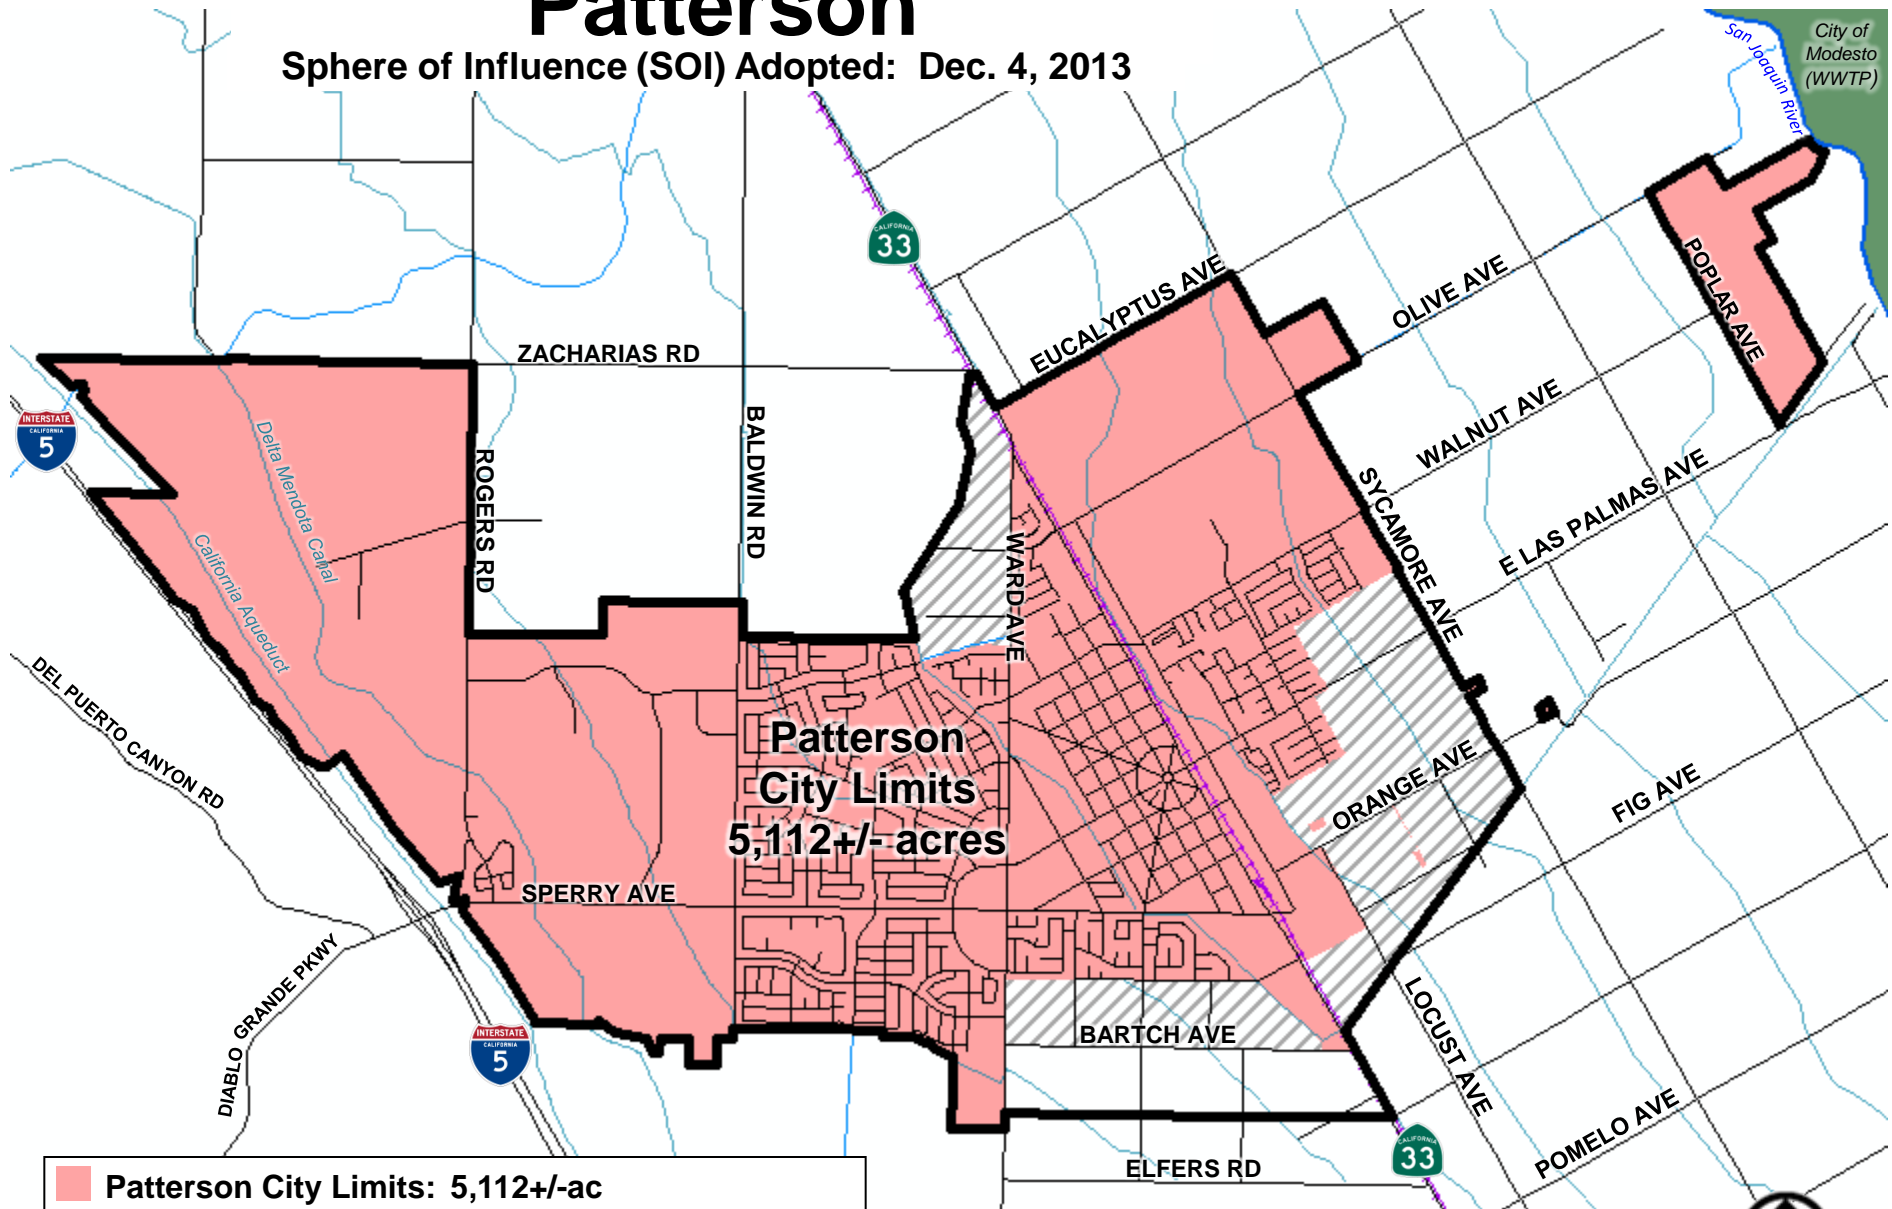 Patterson
Sphere of Influence (SOI) Adopted: Dec. 4, 2013
City of
Modesto
(WWTP)
San Joaquin River
CALIFORNIA
33
EUCALYPTUS AVE
OLIVE AVE
POPLAR AVE
ZACHARIAS RD
INTERSTATE
CALIFORNIA
5
Delta Mendota Canal
ROGERS RD
BALDWIN RD
WALNUT AVE
SYCAMORE AVE
E LAS PALMAS AVE
California Aqueduct
WARD AVE
DEL PUERTO CANYON RD
Patterson
City Limits
5,112+/- acres
ORANGE AVE
FIG AVE
SPERRY AVE
DIABLO GRANDE PKWY
INTERSTATE
CALIFORNIA
5
BARTCH AVE
LOCUST AVE
POMELO AVE
CALIFORNIA
33
ELFERS RD
Patterson City Limits: 5,112+/-ac